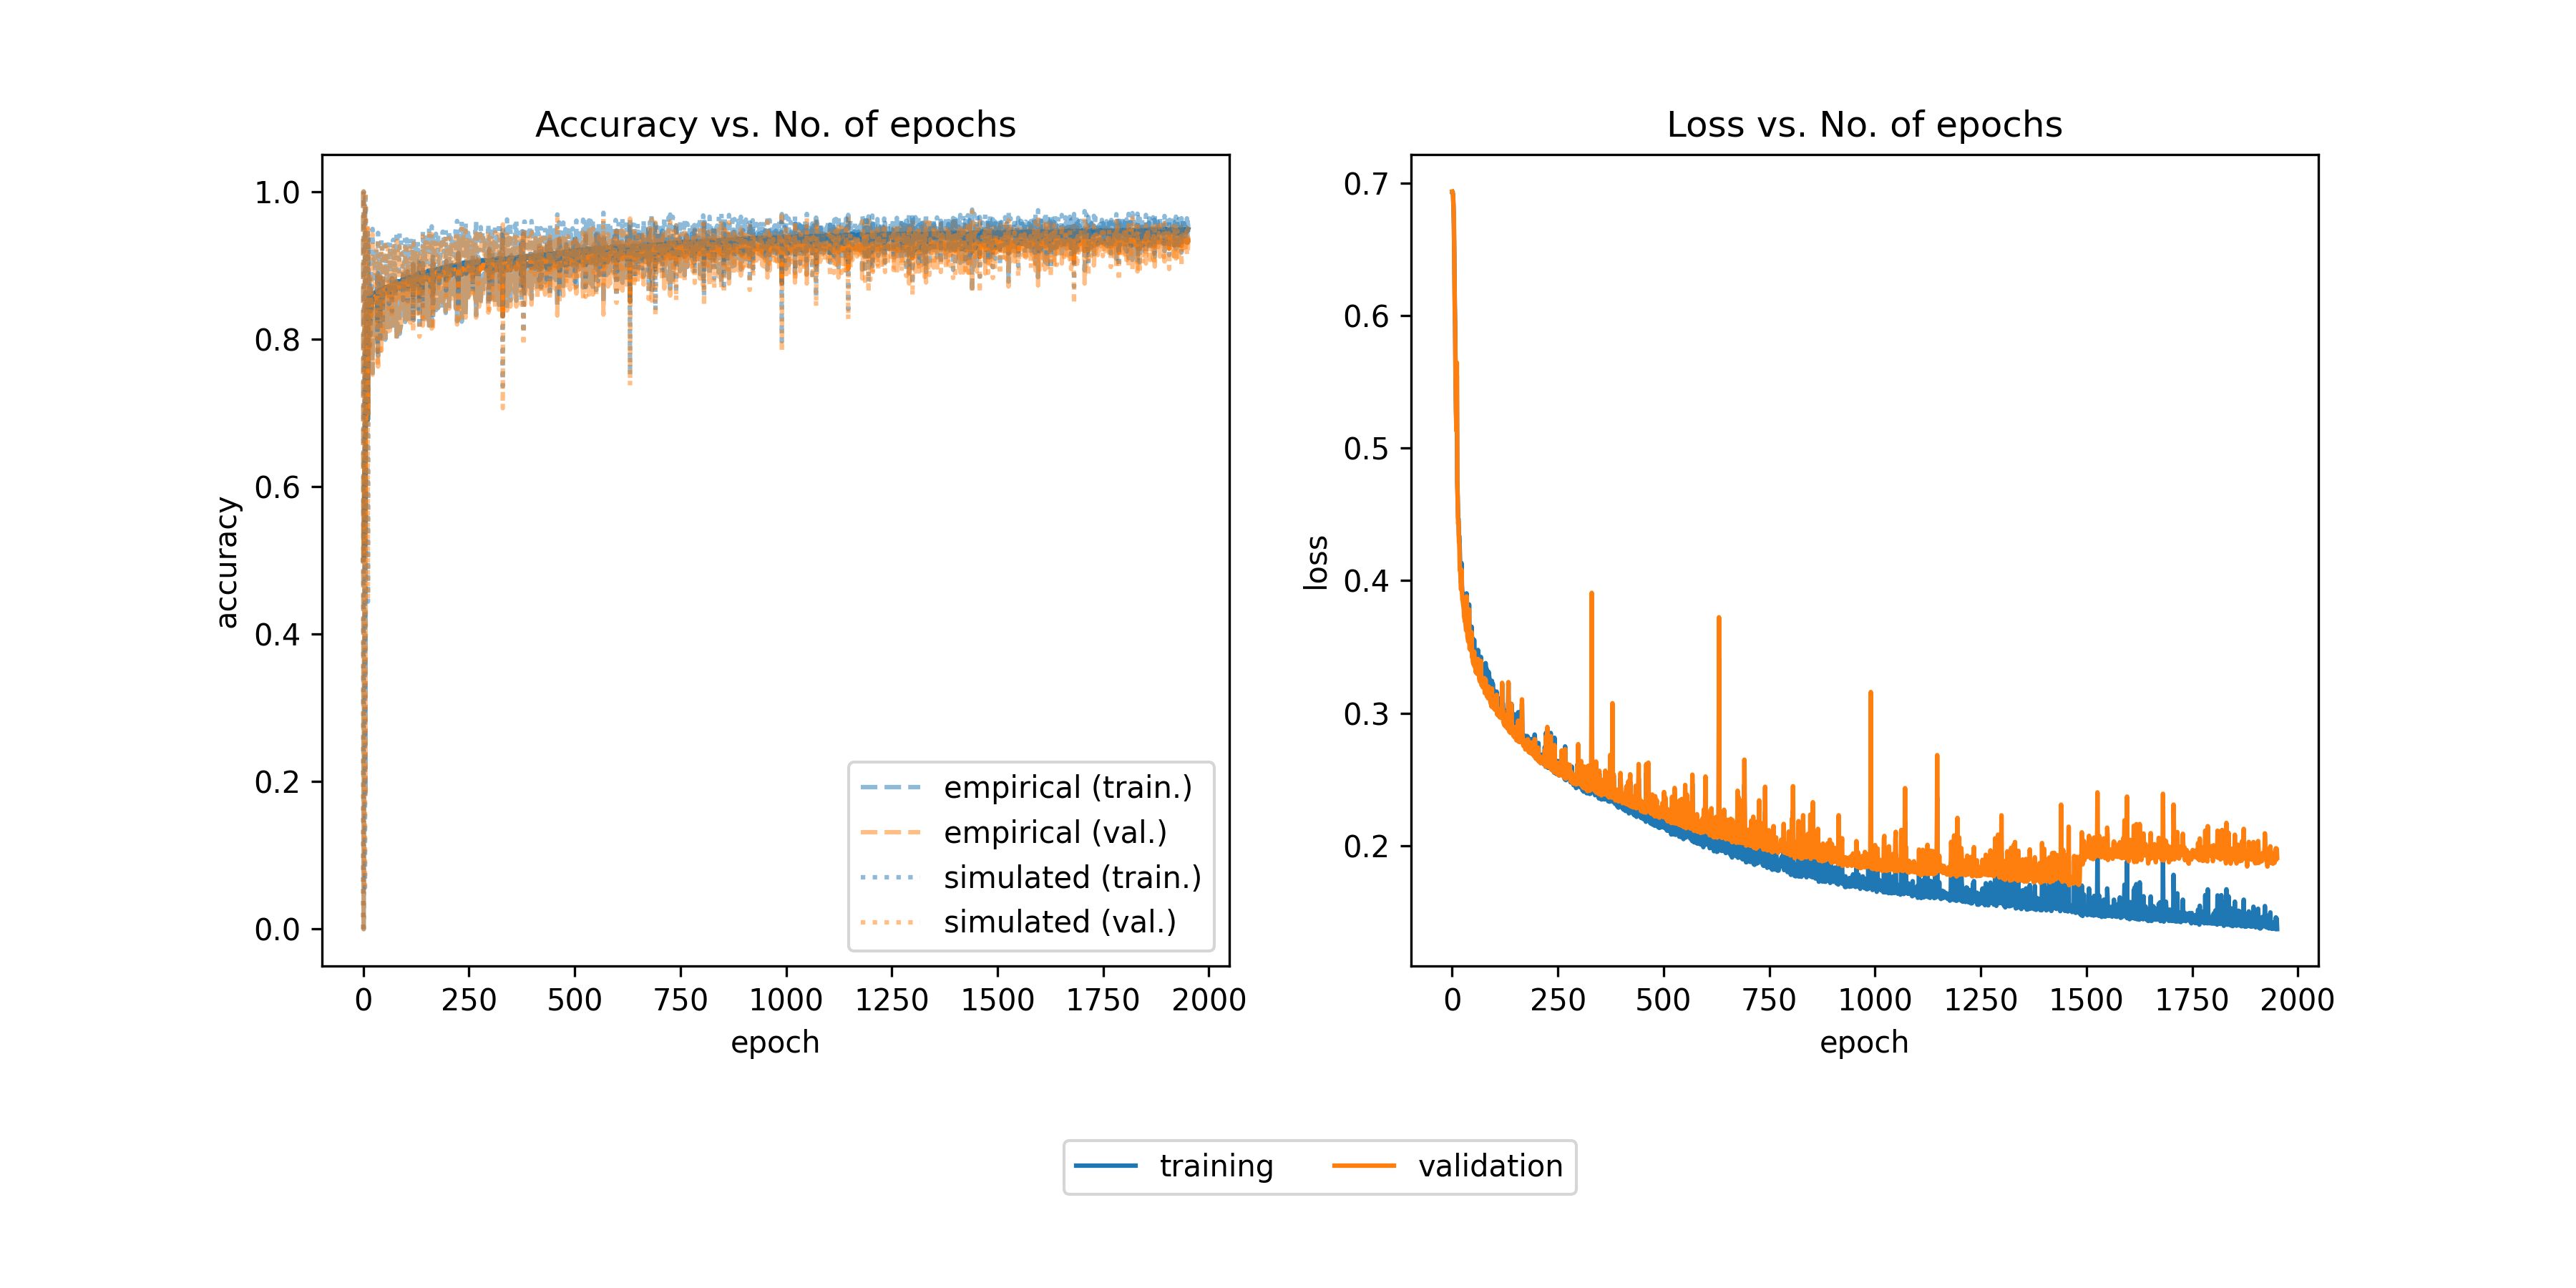 Accuracy vs. No. of epochs
1.0
0.8
0.6
0.4
0.2
0.0
accuracy
0 250 500 750 1000 1250 1500 1750 2000
epoch
empirical (train.)
empirical (val.)
simulated (train.)
simulated (val.)
Loss vs. No. of epochs
0.7
0.6
0.5
0.4
0.3
0.2
loss
0 250 500 750 1000 1250 1500 1750 2000
epoch
training validation